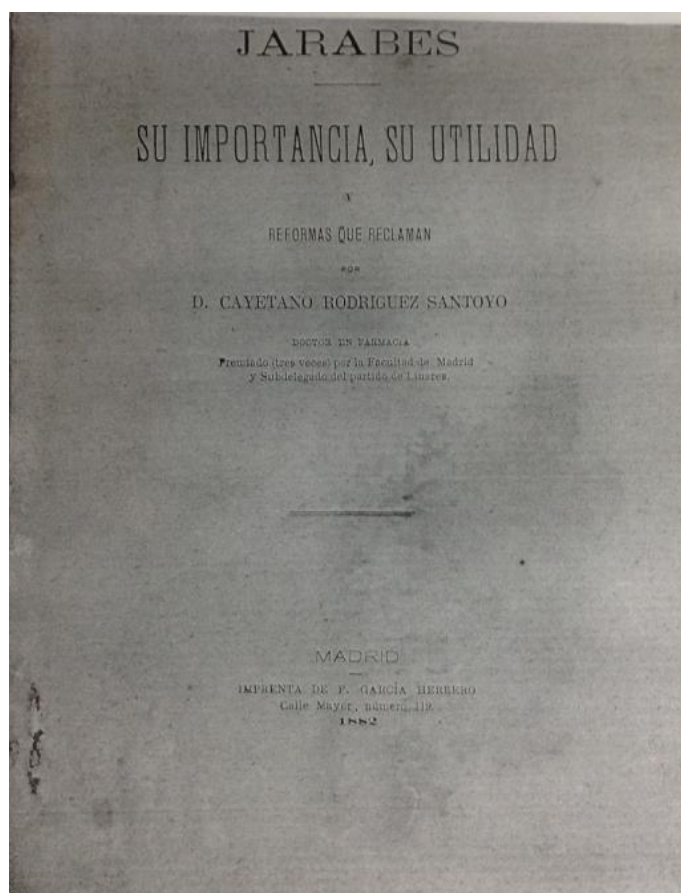 JARABES
SU IMPORTANCIA, SU UTILIDAD
Y
REFORMAS QUE RECLAMAN
POR
D. CAYETANO RODRIGUEZ SANTOYO
DOCTOR EN FARMACIA
Premiado (tres veces) por la Facultad de Madrid
y Subdelegado del partido de Linares.
MADRID
IMPRENTA DE F. GARCÍA HERRERO
Calle Mayor, número 119.
1882